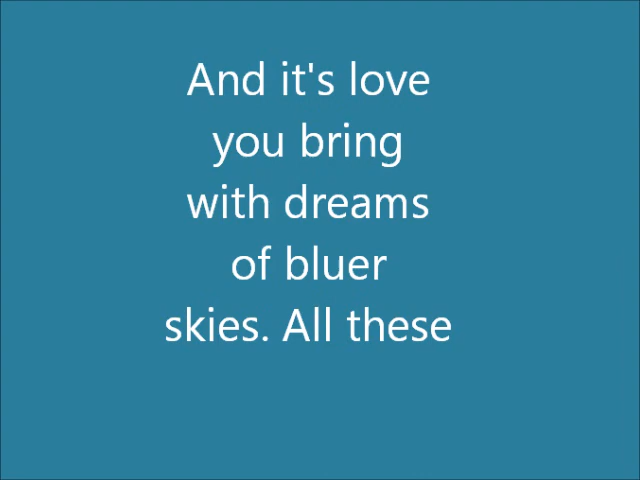 And it's love
you bring
with dreams
of bluer
skies. All these